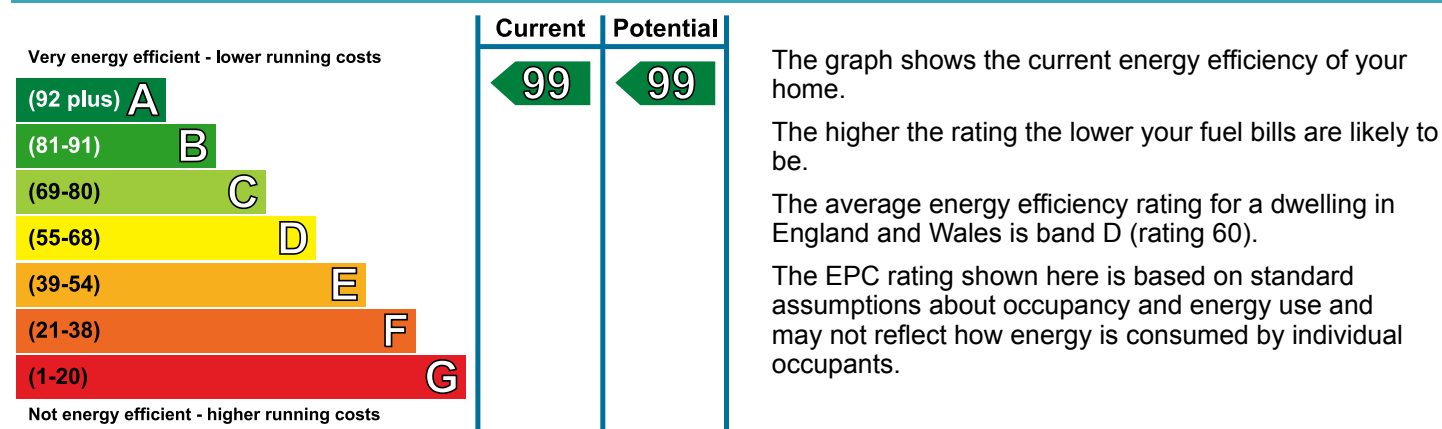 Current Potential
Very energy efficient - lower running costs
(92 plus) A 99 99
(81-91) B
(69-80) C
(55-68) D
(39-54) E
(21-38) F
(1-20) G
Not energy efficient - higher running costs
The graph shows the current energy efficiency of your
home.
The higher the rating the lower your fuel bills are likely to
be.
The average energy efficiency rating for a dwelling in
England and Wales is band D (rating 60).
The EPC rating shown here is based on standard
assumptions about occupancy and energy use and
may not reflect how energy is consumed by individual
occupants.